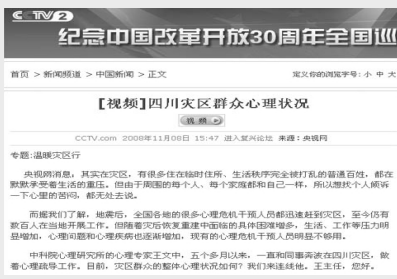 CCTV 2
纪念中国改革开放30周年全国巡
首页 > 新闻频道 > 中国新闻 > 正文 定义你的浏览字号: 小 中 大
【视频】四川灾区群众心理状况
视频
CCTV.com 2008年11月08日 15:47 进入复兴论坛 来源: 央视网
专题:温暖灾区行
央视网消息，其实在灾区，有很多住在临时住所、生活秩序完全被打乱的普通百姓，都在
默默承受着生活的重压。但由于周围的每个人、每个家庭都和自己一样，所以想找个人倾诉
一下心里的苦闷，都无处去说。
而据我们了解，地震后，全国各地的很多心理危机干预人员都迅速赶到灾区，至今仍有
数百人在当地开展工作。但随着灾后恢复重建中面临的具体困难增多，生活、工作等压力明
显增加，心理问题和心理疾病也逐渐增加，现有的心理危机干预人员明显不够用。
中科院心理研究所的心理专家王文中，五个多月以来，一直和同事奔波在四川灾区，做
着心理疏导工作。目前，灾区群众的整体心理状况如何？我们来连线他。王主任，您好。